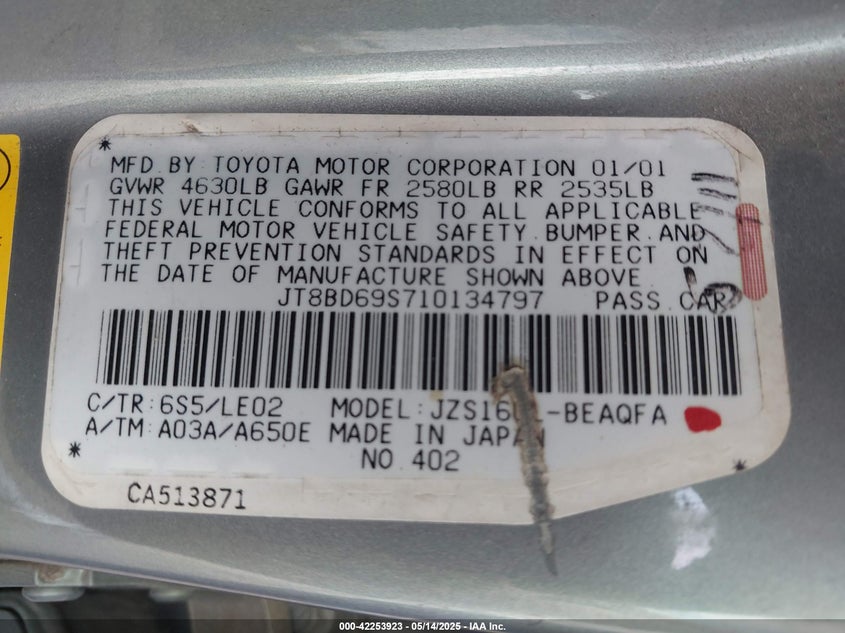 MFD.BY:TOYOTA MOTOR CORPORATION 01/01
GVWR 4630LB GAWR FR 2580LB RR 2535LB
THIS VEHICLE CONFORMS TO ALL APPLICABLE
FEDERAL MOTOR VEHICLE SAFETY.BUMPER.AND
THEFT PREVENTION STANDARDS IN EFFECT ON
THE DATE OF MANUFACTURE SHOWN ABOVE.
JT8BD69S710134797 PASS.CAR
C/TR:6S5/LE02 MODEL:
A/TM:A03A/A650E MADE IN JAPAN
NO.402
CA513871
000-42253923 - 05/14/2025 - IAA Inc.